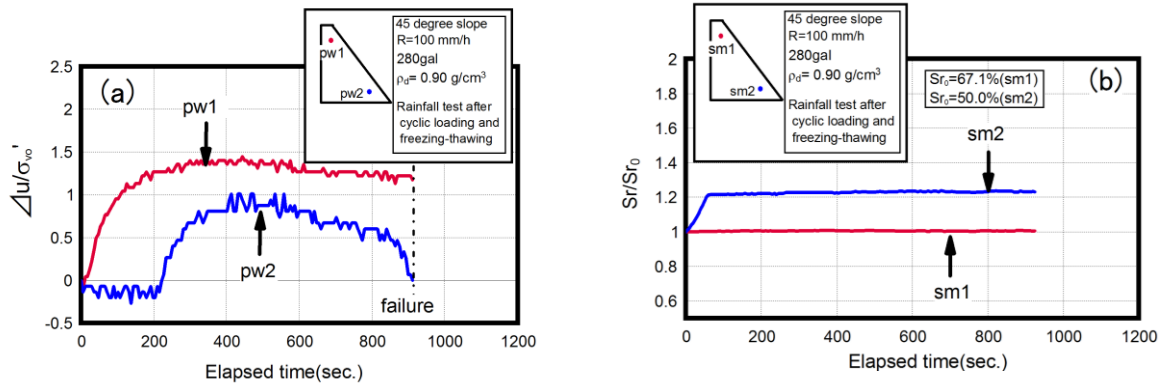 (a)
2.5
2
1.5
1
0.5
0
-0.5
⊿u/σvo'
0
200
400
600
800
1000
1200
Elapsed time(sec.)
pw1
pw2
failure
pw1
pw2
45 degree slope
R=100 mm/h
280gal
ρd= 0.90 g/cm³
Rainfall test after
cyclic loading and
freezing-thawing
(b)
2
1.8
1.6
1.4
1.2
1
0.8
0.6
Sr/Sr₀
0
200
400
600
800
1000
1200
Elapsed time(sec.)
sm1
sm2
45 degree slope
R=100 mm/h
280gal
ρd= 0.90 g/cm³
Rainfall test after
cyclic loading and
freezing-thawing
Sr₀=67.1%(sm1)
Sr₀=50.0%(sm2)
sm2
sm1